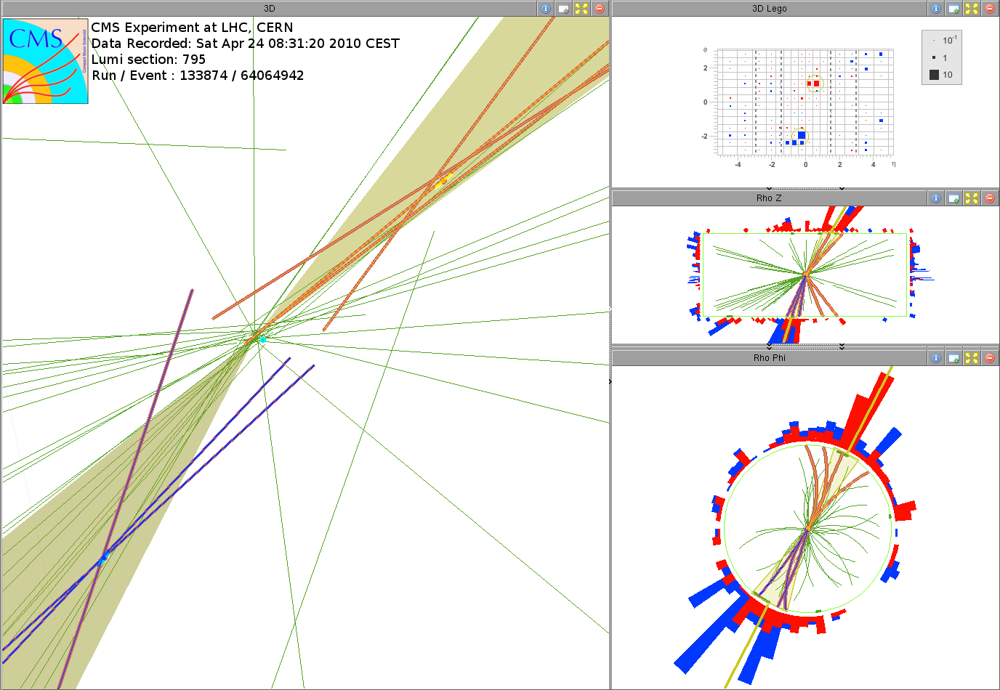 3D
CMS
Compact Muon Solenoid
CMS Experiment at LHC, CERN
Data Recorded: Sat Apr 24 08:31:20 2010 CEST
Lumi section: 795
Run / Event : 133874 / 64064942
3D Lego
10-1
1
10
φ
2
0
-2
-4
-2
0
2
4
η
Rho Z
Rho Phi